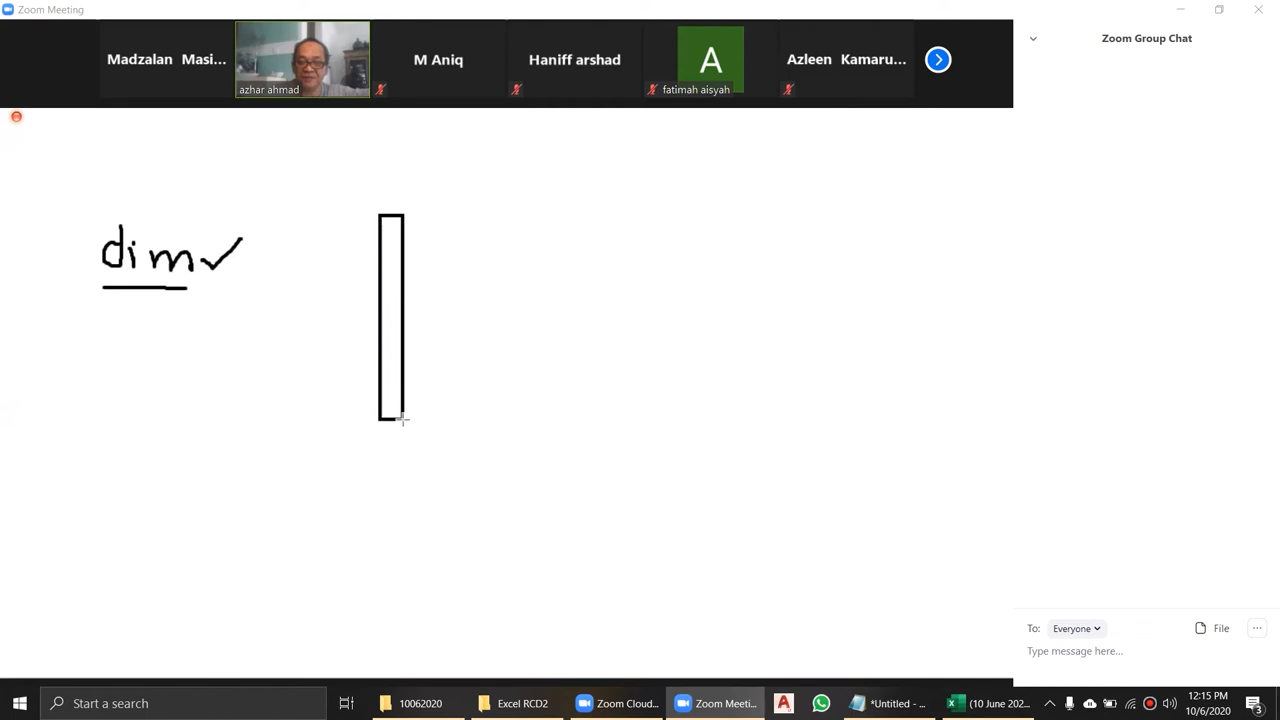 Zoom Meeting
Zoom Group Chat
Madzalan Masi...
azhar ahmad
M Aniq
Haniff arshad
A
fatimah aisyah
Azleen Kamaru...
dim✓
To: Everyone
File
Type message here...
Start a search
10062020
Excel RCD2
Zoom Cloud...
Zoom Meeti...
*Untitled - ...
(10 June 202...
12:15 PM
10/6/2020
3